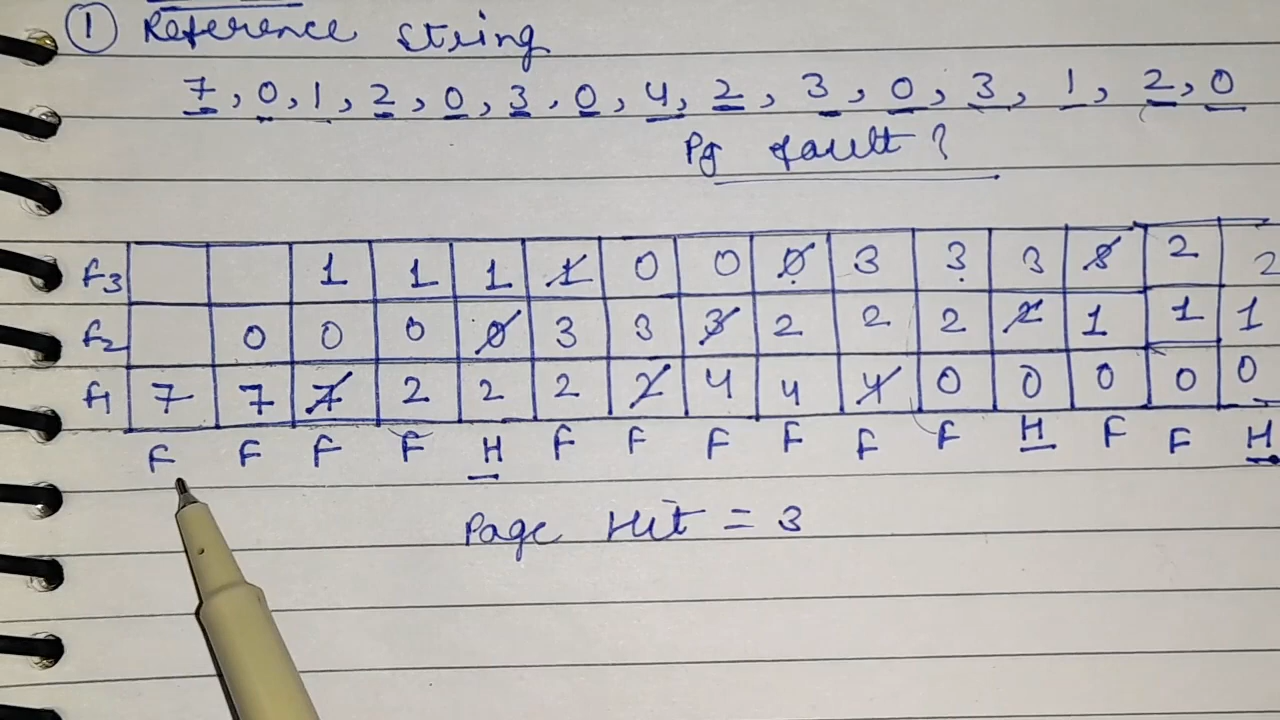 ① Reference string
7, 0, 1, 2, 0, 3, 0, 4, 2, 3, 0, 3, 1, 2, 0
Pg fault?
f3 1 1 1 1 0 0 0 3 3 3 3 2 2
f2 0 0 0 0 3 3 3 2 2 2 2 1 1 1
f1 7 7 7 2 2 2 2 4 4 4 0 0 0 0 0
F F F F H F F F F F F H F F H
Page Hit = 3